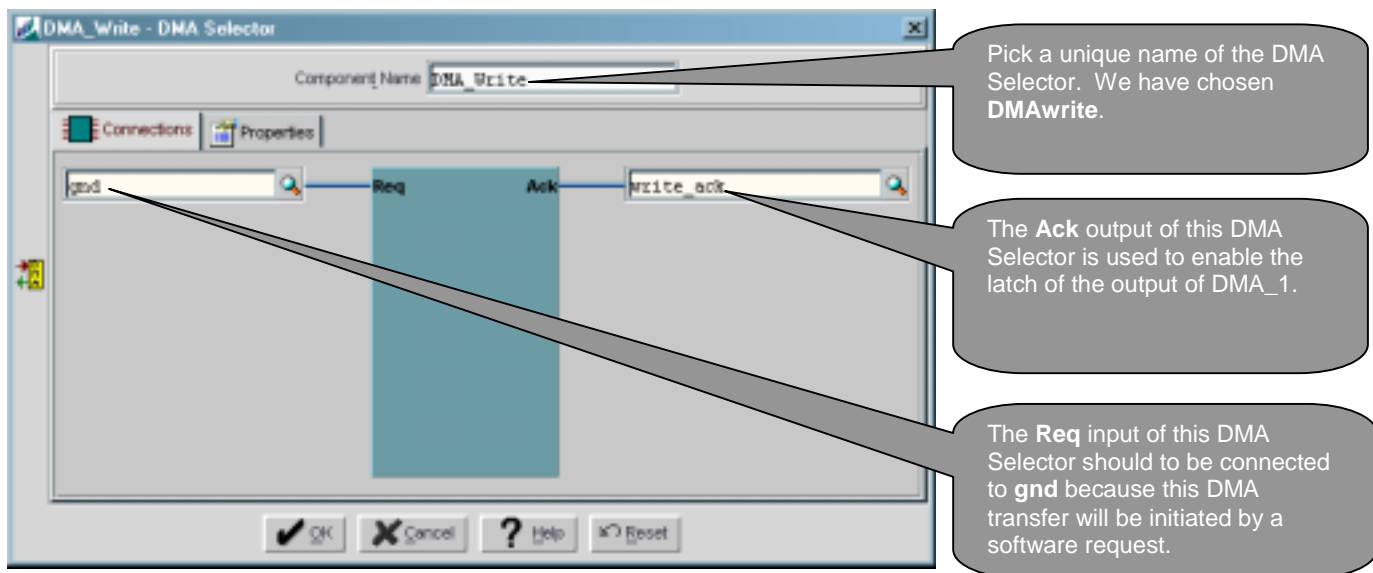 DMA_Write - DMA Selector
Component Name DMA_Write
Connections Properties
gnd Req Ack write_ack
OK Cancel Help Reset
Pick a unique name of the DMA
Selector. We have chosen
DMAwrite.
The Ack output of this DMA
Selector is used to enable the
latch of the output of DMA_1.
The Req input of this DMA
Selector should to be connected
to gnd because this DMA
transfer will be initiated by a
software request.